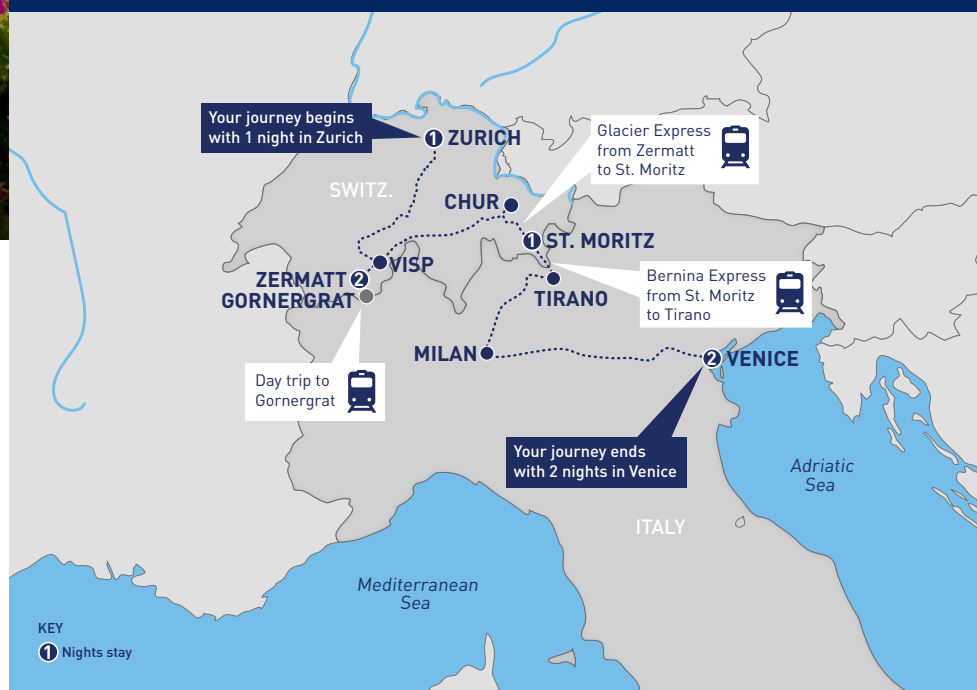 Your journey begins
with 1 night in Zurich
1 ZURICH
Glacier Express
from Zermatt
to St. Moritz
SWITZ.
CHUR
1 ST. MORITZ
VISP
ZERMATT 2
GORNERGRAT
Bernina Express
from St. Moritz
to Tirano
TIRANO
MILAN
2 VENICE
Day trip to
Gornergrat
Your journey ends
with 2 nights in Venice
Adriatic
Sea
ITALY
Mediterranean
Sea
KEY
1 Nights stay